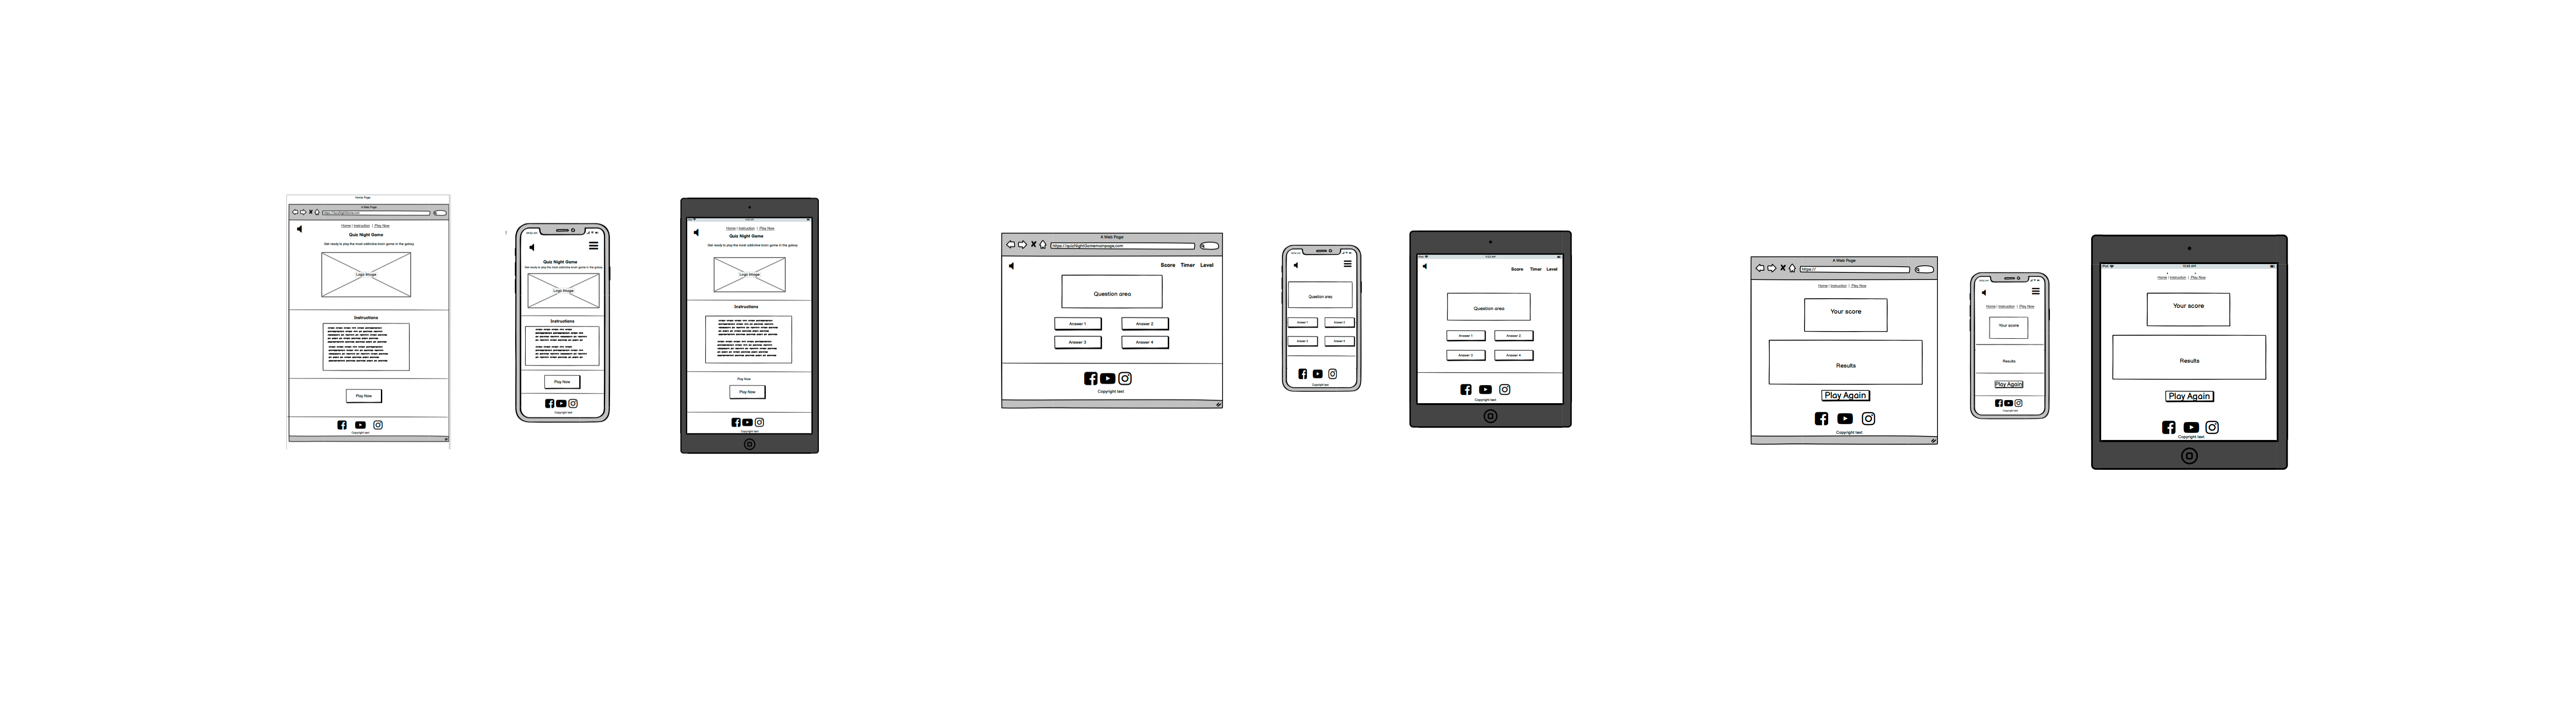 Home Page
A Web Page
https://QuizNightGame.com
Home | Instruction | Play Now
Quiz Night Game
Get ready to play the most addictive brain game in the galaxy
Logo Image
Instructions
Play Now
Copyright text
Quiz Night Game
Get ready to play the most addictive brain game in the galaxy
Logo Image
Instructions
Play Now
Copyright text
Home | Instruction | Play Now
Quiz Night Game
Get ready to play the most addictive brain game in the galaxy
Logo Image
Instructions
Play Now
Play Now
Copyright text
A Web Page
https://quizNightGamemainpage.com
Score Timer Level
Question area
Answer 1 Answer 2
Answer 3 Answer 4
Copyright text
Question area
Answer 1
Copyright text
Score Timer Level
Question area
Answer 1 Answer 2
Answer 3 Answer 4
Copyright text
A Web Page
https://
Home | Instruction | Play Now
Your score
Results
Play Again
Copyright text
Home | Instruction | Play Now
Your score
Results
Play Again
Copyright text
Home | Instruction | Play Now
Your score
Results
Play Again
Copyright text